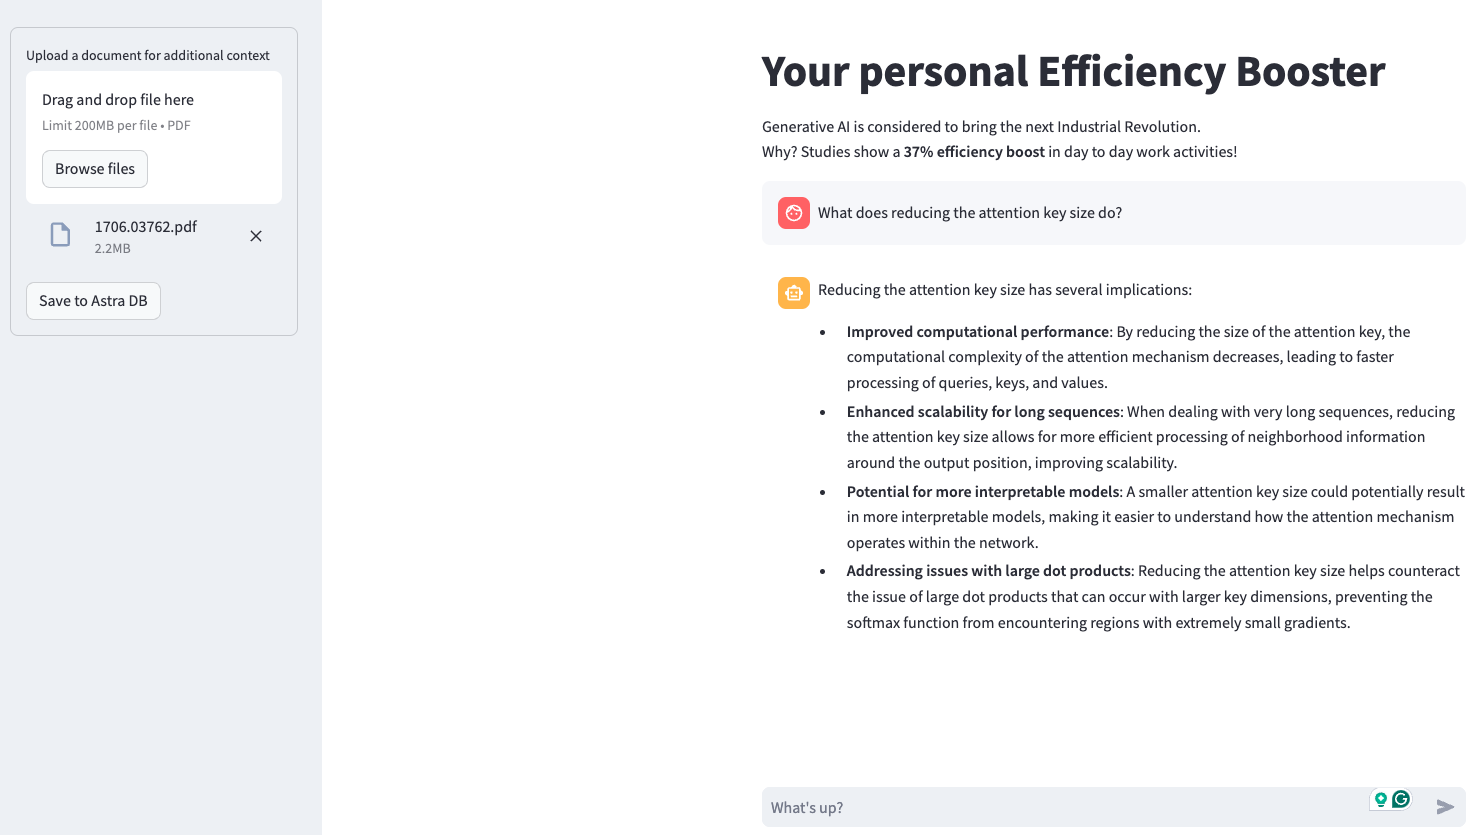 Upload a document for additional context
Drag and drop file here
Limit 200MB per file • PDF
Browse files
1706.03762.pdf
2.2MB
Save to Astra DB
Your personal Efficiency Booster
Generative AI is considered to bring the next Industrial Revolution.
Why? Studies show a 37% efficiency boost in day to day work activities!
What does reducing the attention key size do?
Reducing the attention key size has several implications:
• Improved computational performance: By reducing the size of the attention key, the
computational complexity of the attention mechanism decreases, leading to faster
processing of queries, keys, and values.
• Enhanced scalability for long sequences: When dealing with very long sequences, reducing
the attention key size allows for more efficient processing of neighborhood information
around the output position, improving scalability.
• Potential for more interpretable models: A smaller attention key size could potentially result
in more interpretable models, making it easier to understand how the attention mechanism
operates within the network.
• Addressing issues with large dot products: Reducing the attention key size helps counteract
the issue of large dot products that can occur with larger key dimensions, preventing the
softmax function from encountering regions with extremely small gradients.
What's up?